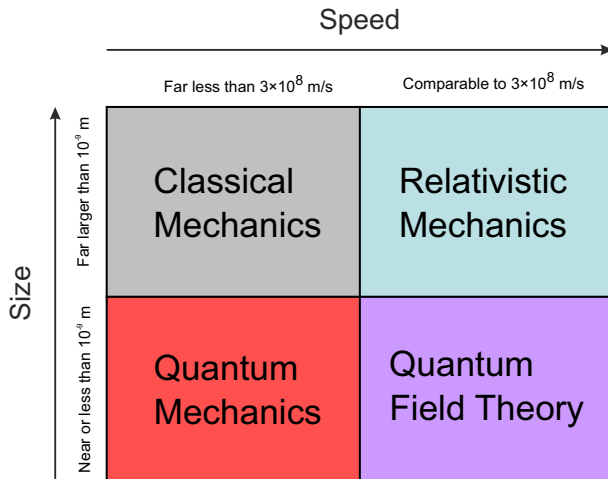 Speed
Far less than 3×10⁸ m/s
Comparable to 3×10⁸ m/s
Size
Far larger than 10⁻⁹ m
Classical
Mechanics
Relativistic
Mechanics
Near or less than 10⁻⁹ m
Quantum
Mechanics
Quantum
Field Theory